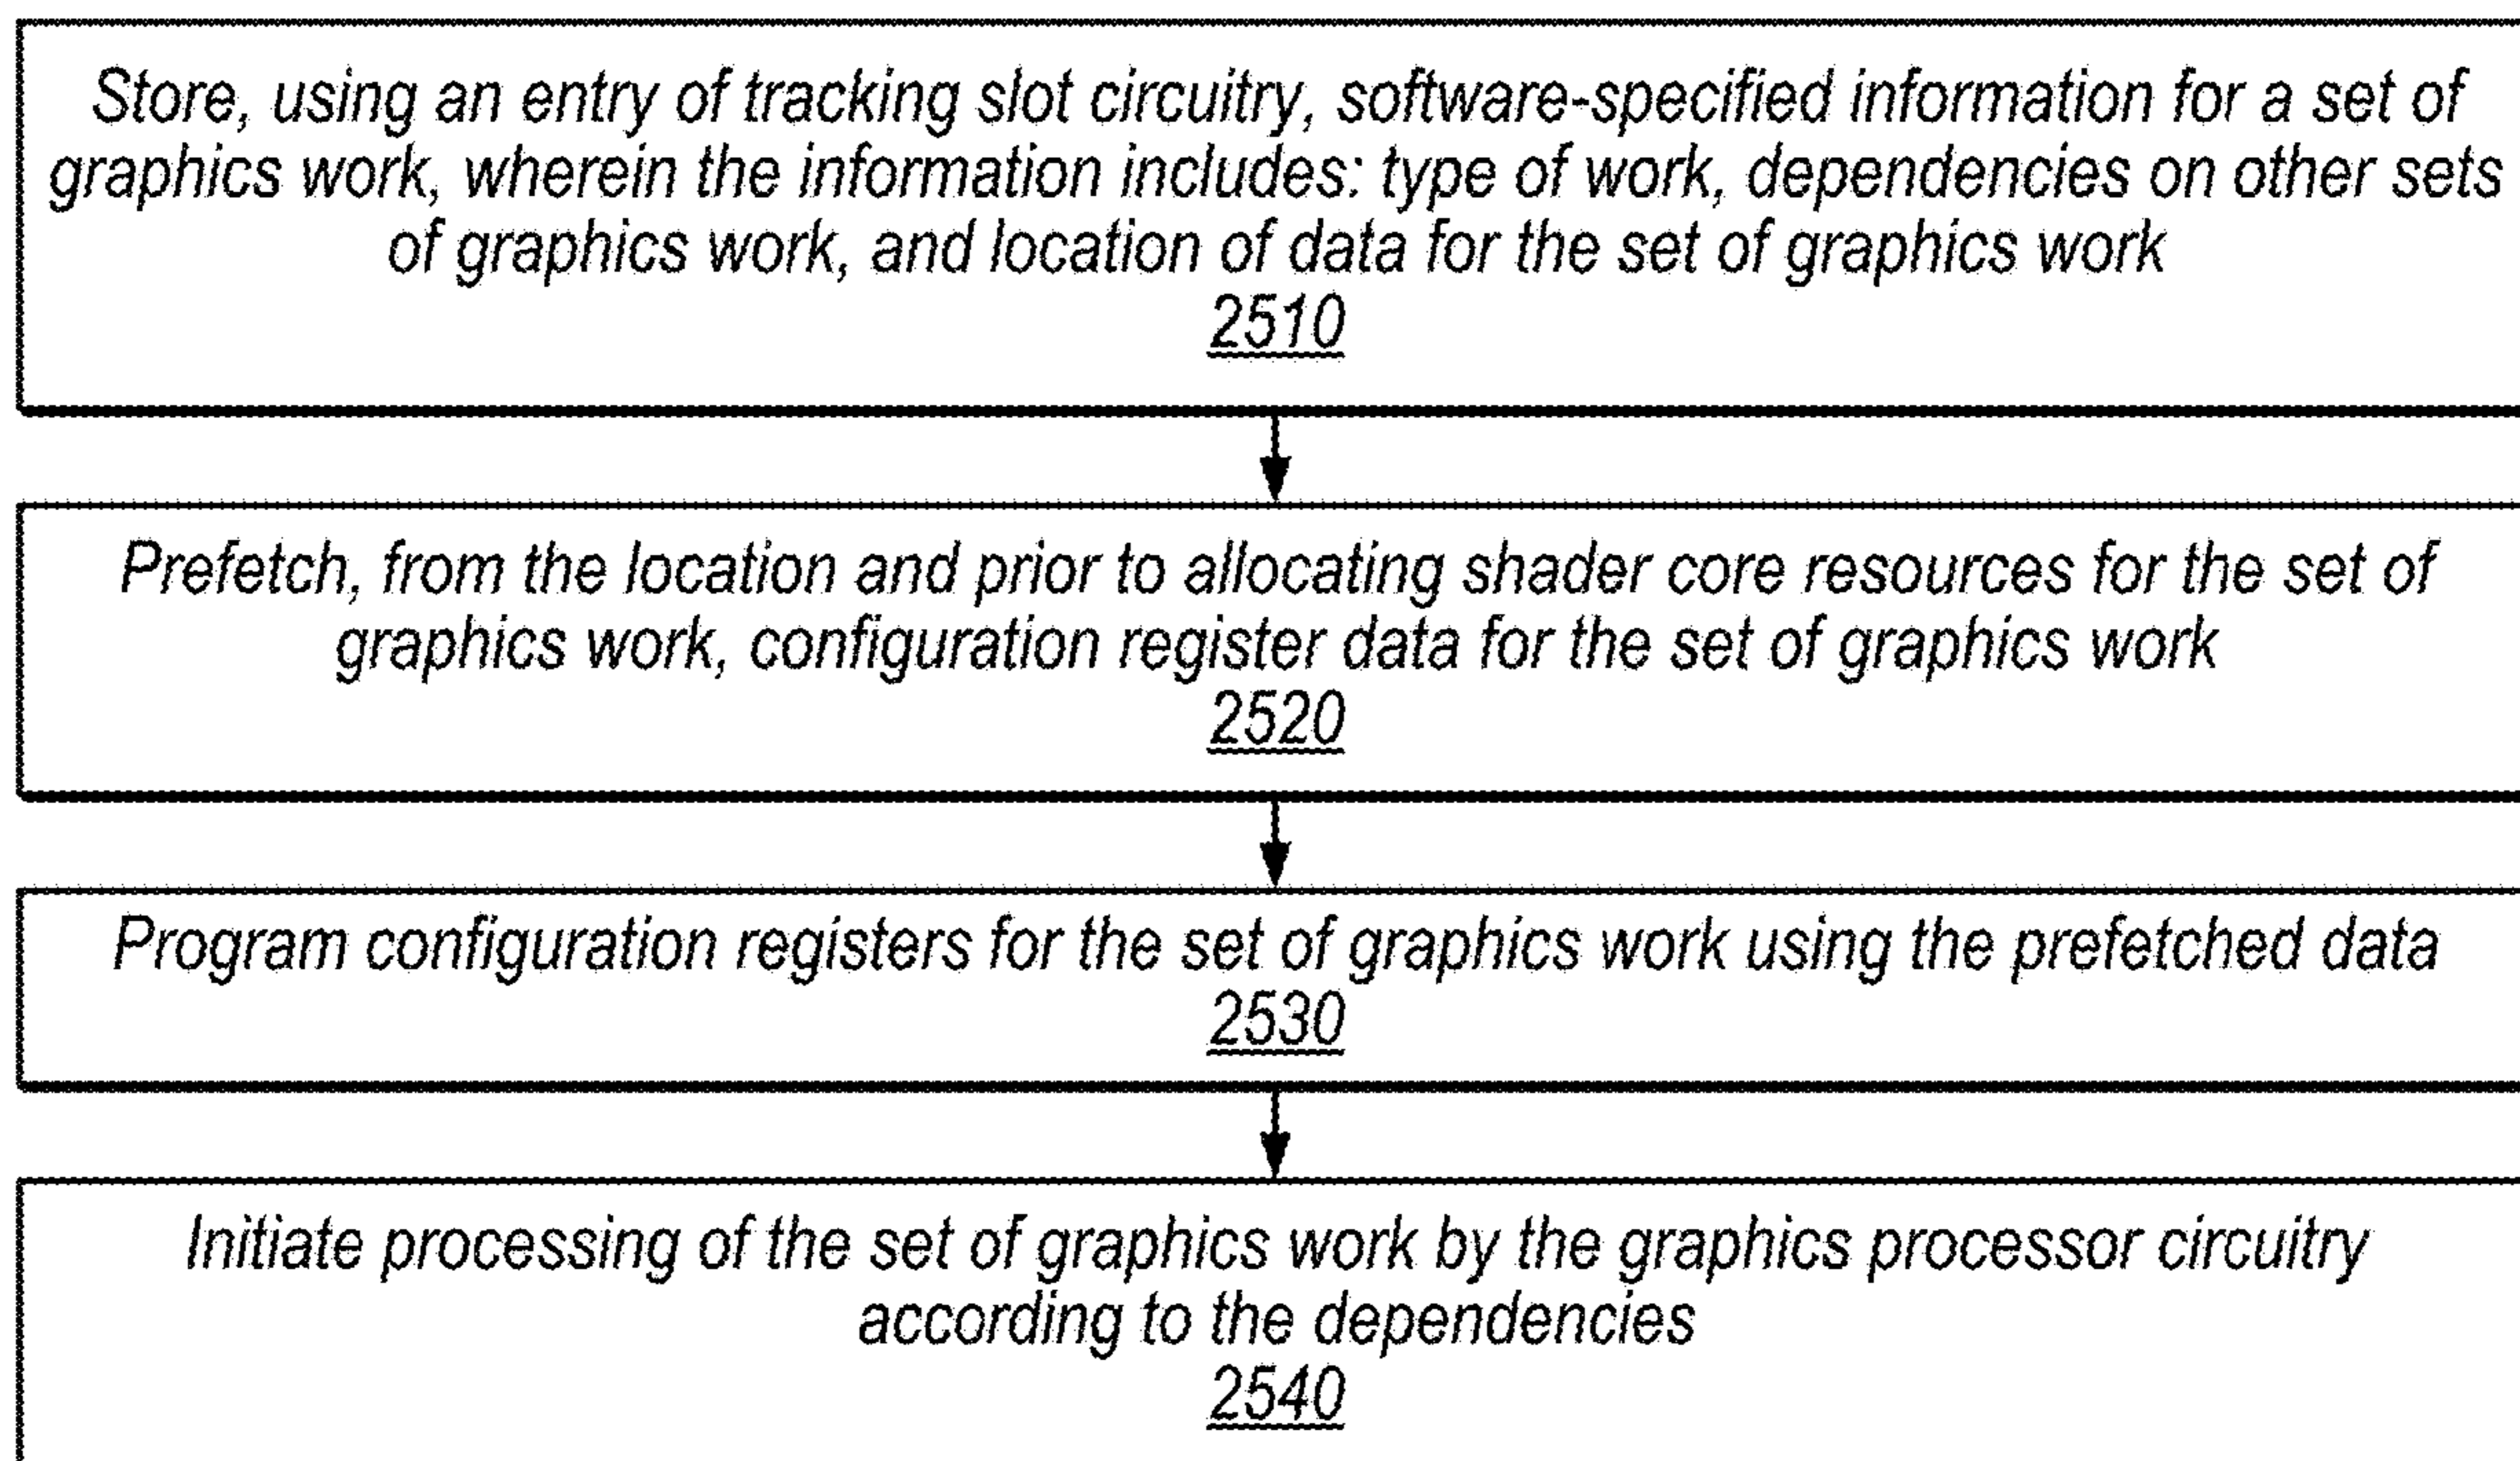 Store, using an entry of tracking slot circuitry, software-specified information for a set of
graphics work, wherein the information includes: type of work, dependencies on other sets
of graphics work, and location of data for the set of graphics work
2510
Prefetch, from the location and prior to allocating shader core resources for the set of
graphics work, configuration register data for the set of graphics work
2520
Program configuration registers for the set of graphics work using the prefetched data
2530
Initiate processing of the set of graphics work by the graphics processor circuitry
according to the dependencies
2540